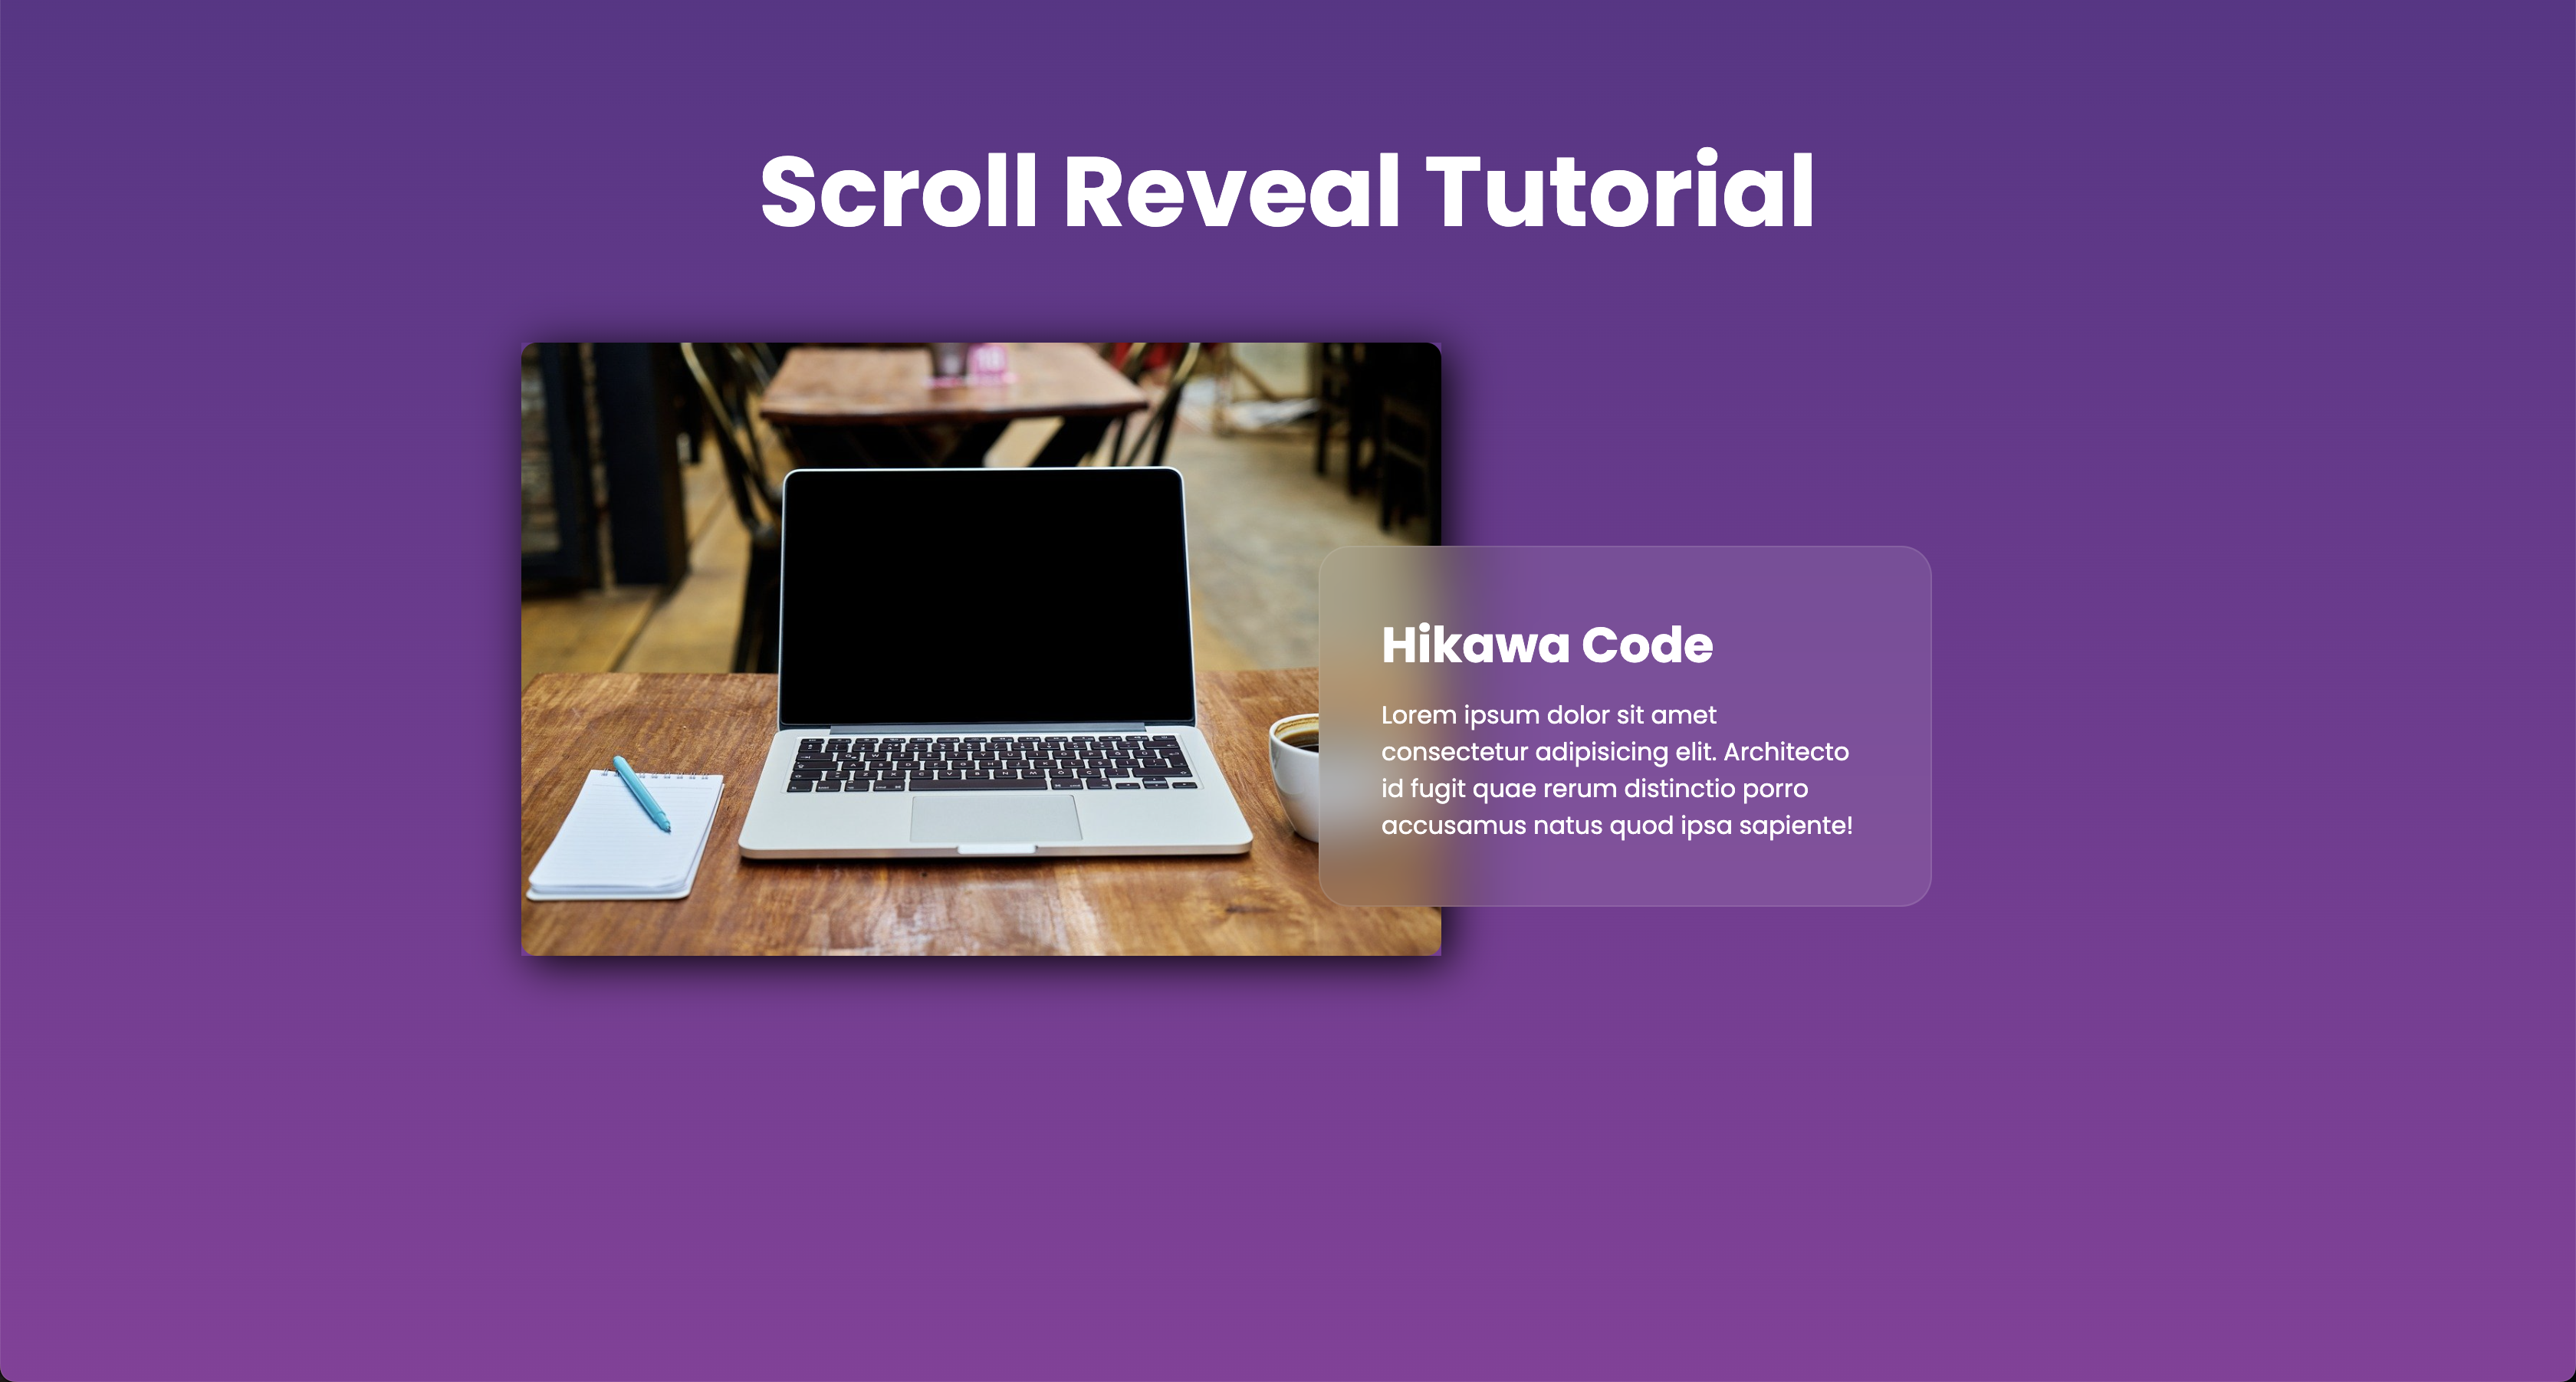 Scroll Reveal Tutorial
Hikawa Code
Lorem ipsum dolor sit amet
consectetur adipisicing elit. Architecto
id fugit quae rerum distinctio porro
accusamus natus quod ipsa sapiente!